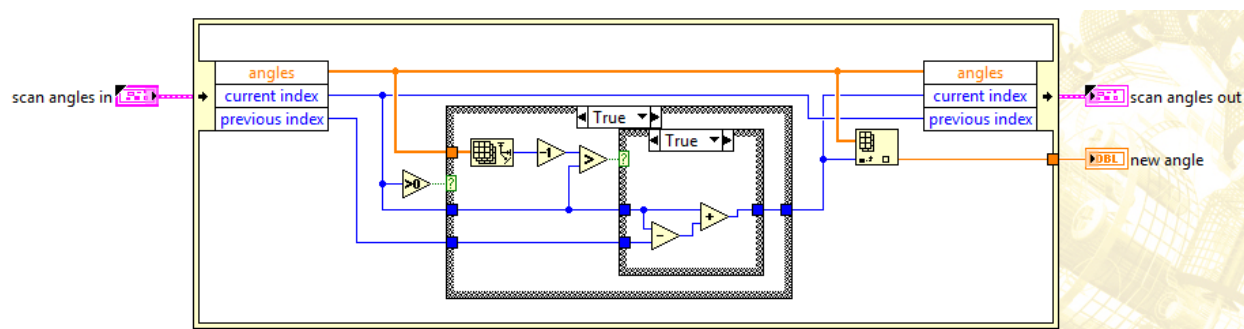 angles
angles
scan angles in
current index
current index
scan angles out
previous index
True
previous index
True
-1
>
?
new angle
DBL
>0
?
+
-